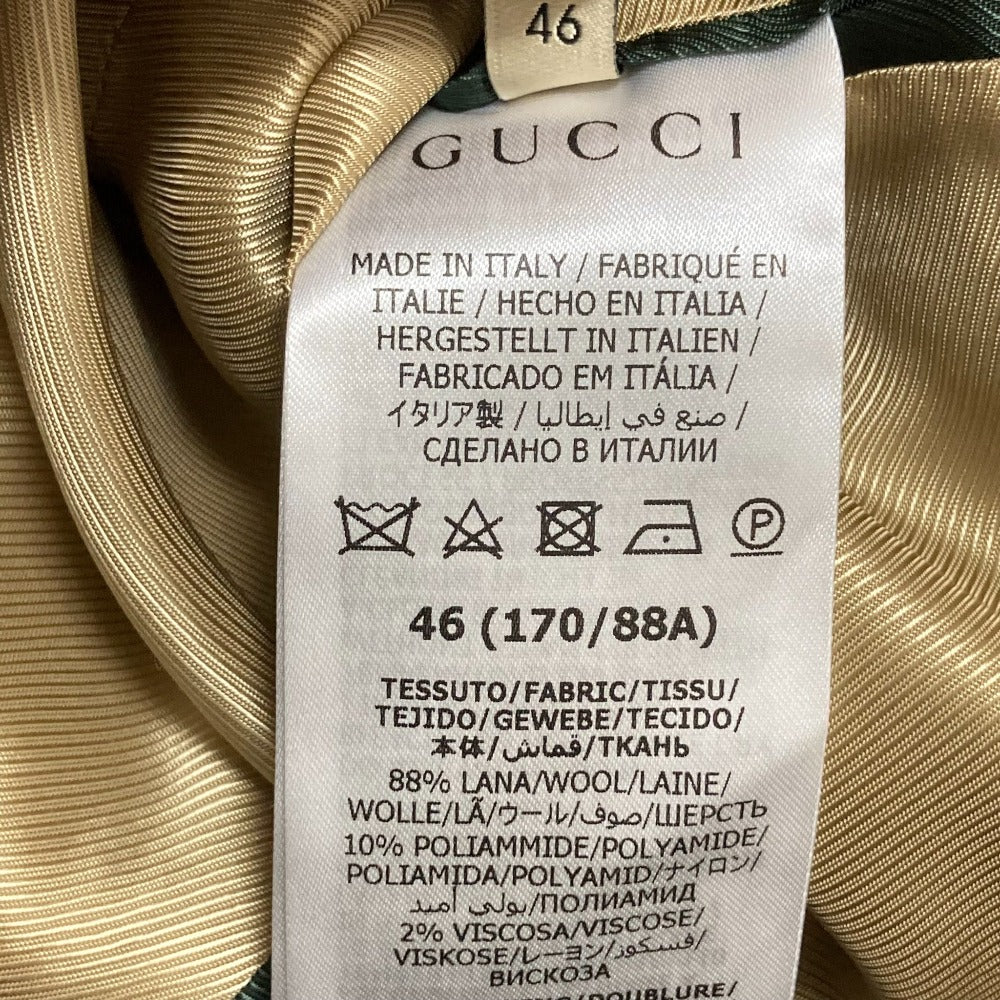 46
GUCCI
MADE IN ITALY / FABRIQUÉ EN
ITALIE / HECHO EN ITALIA /
HERGESTELLT IN ITALIEN /
FABRICADO EM ITÁLIA /
イタリア製 / صنع في إيطاليا /
СДЕЛАНО В ИТАЛИИ
P
46 (170/88A)
TESSUTO/FABRIC/TISSU/
TEJIDO/GEWEBE/TECIDO/
本体/قماش/ТКАНЬ
88% LANA/WOOL/LAINE/
WOLLE/LÃ/ウール/صوف/ШЕРСТЬ
10% POLIAMMIDE/POLYAMIDE/
POLIAMIDA/POLYAMID/ナイロン/
بولي أميد/ПОЛИАМИД
2% VISCOSA/VISCOSE/
VISKOSE/レーヨン/فسكوز/
ВИСКОЗА
/DOUBLURE/